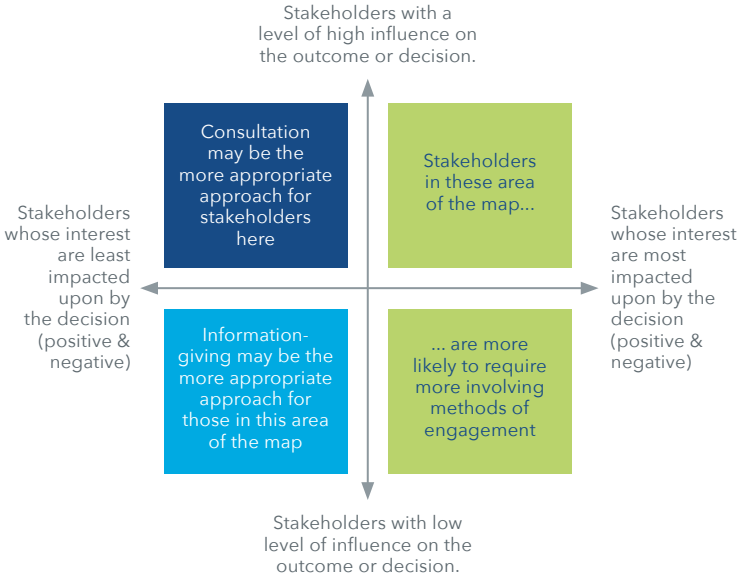 Stakeholders with a
level of high influence on
the outcome or decision.
Consultation
may be the
more appropriate
approach for
stakeholders
here
Stakeholders
in these area
of the map...
Stakeholders
whose interest
are least
impacted
upon by
the decision
(positive &
negative)
Stakeholders
whose interest
are most
impacted
upon by the
decision
(positive &
negative)
Information-
giving may be the
more appropriate
approach for
those in this area
of the map
... are more
likely to require
more involving
methods of
engagement
Stakeholders with low
level of influence on the
outcome or decision.